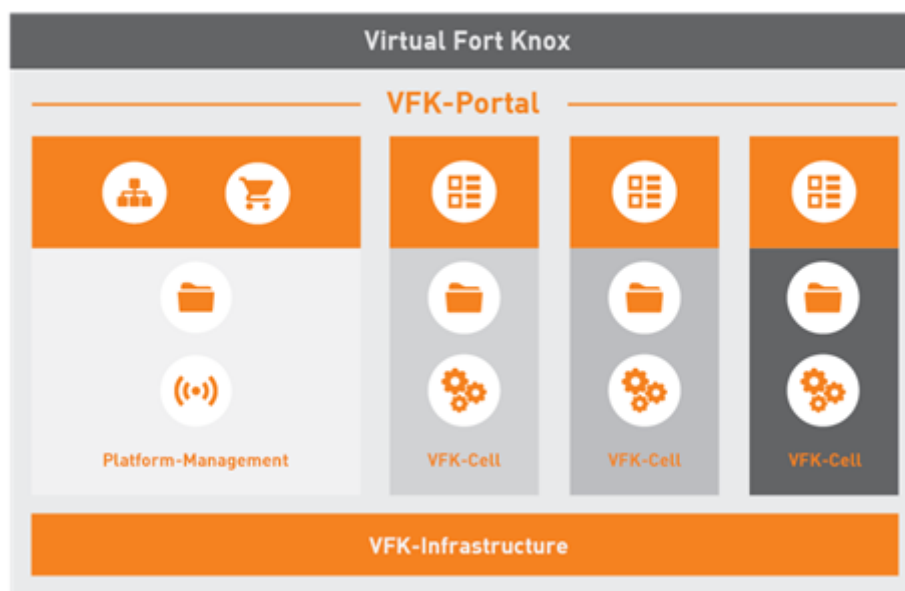 Virtual Fort Knox
VFK-Portal
Platform-Management
VFK-Cell
VFK-Cell
VFK-Cell
VFK-Infrastructure